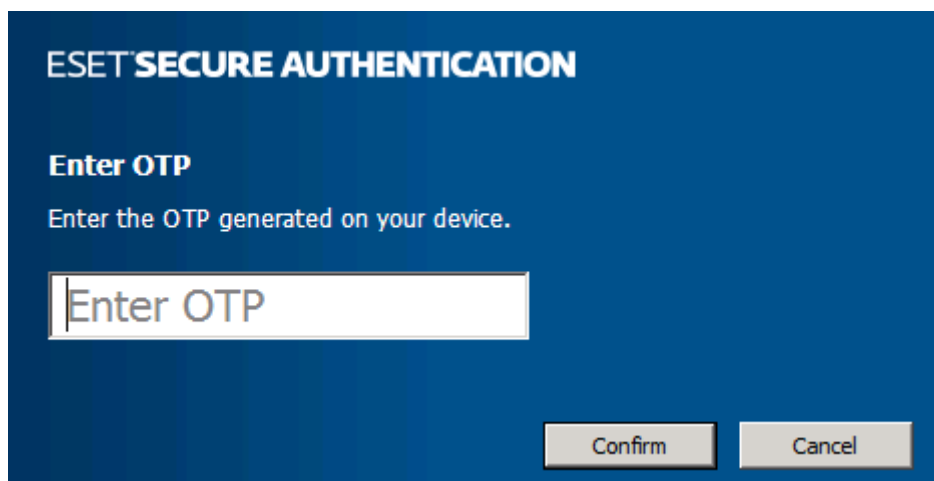 ESET SECURE AUTHENTICATION
Enter OTP
Enter the OTP generated on your device.
Enter OTP
Confirm Cancel